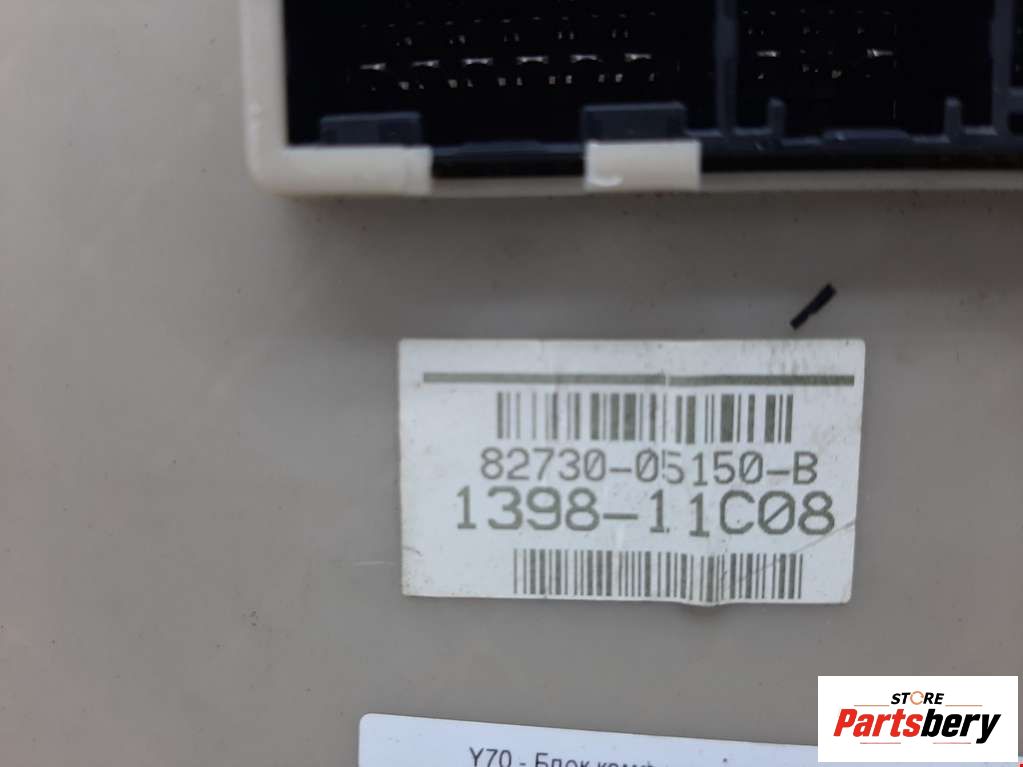 82730-05150-B
1398-11C08
STORE
Partsbery
Y70 - Блок